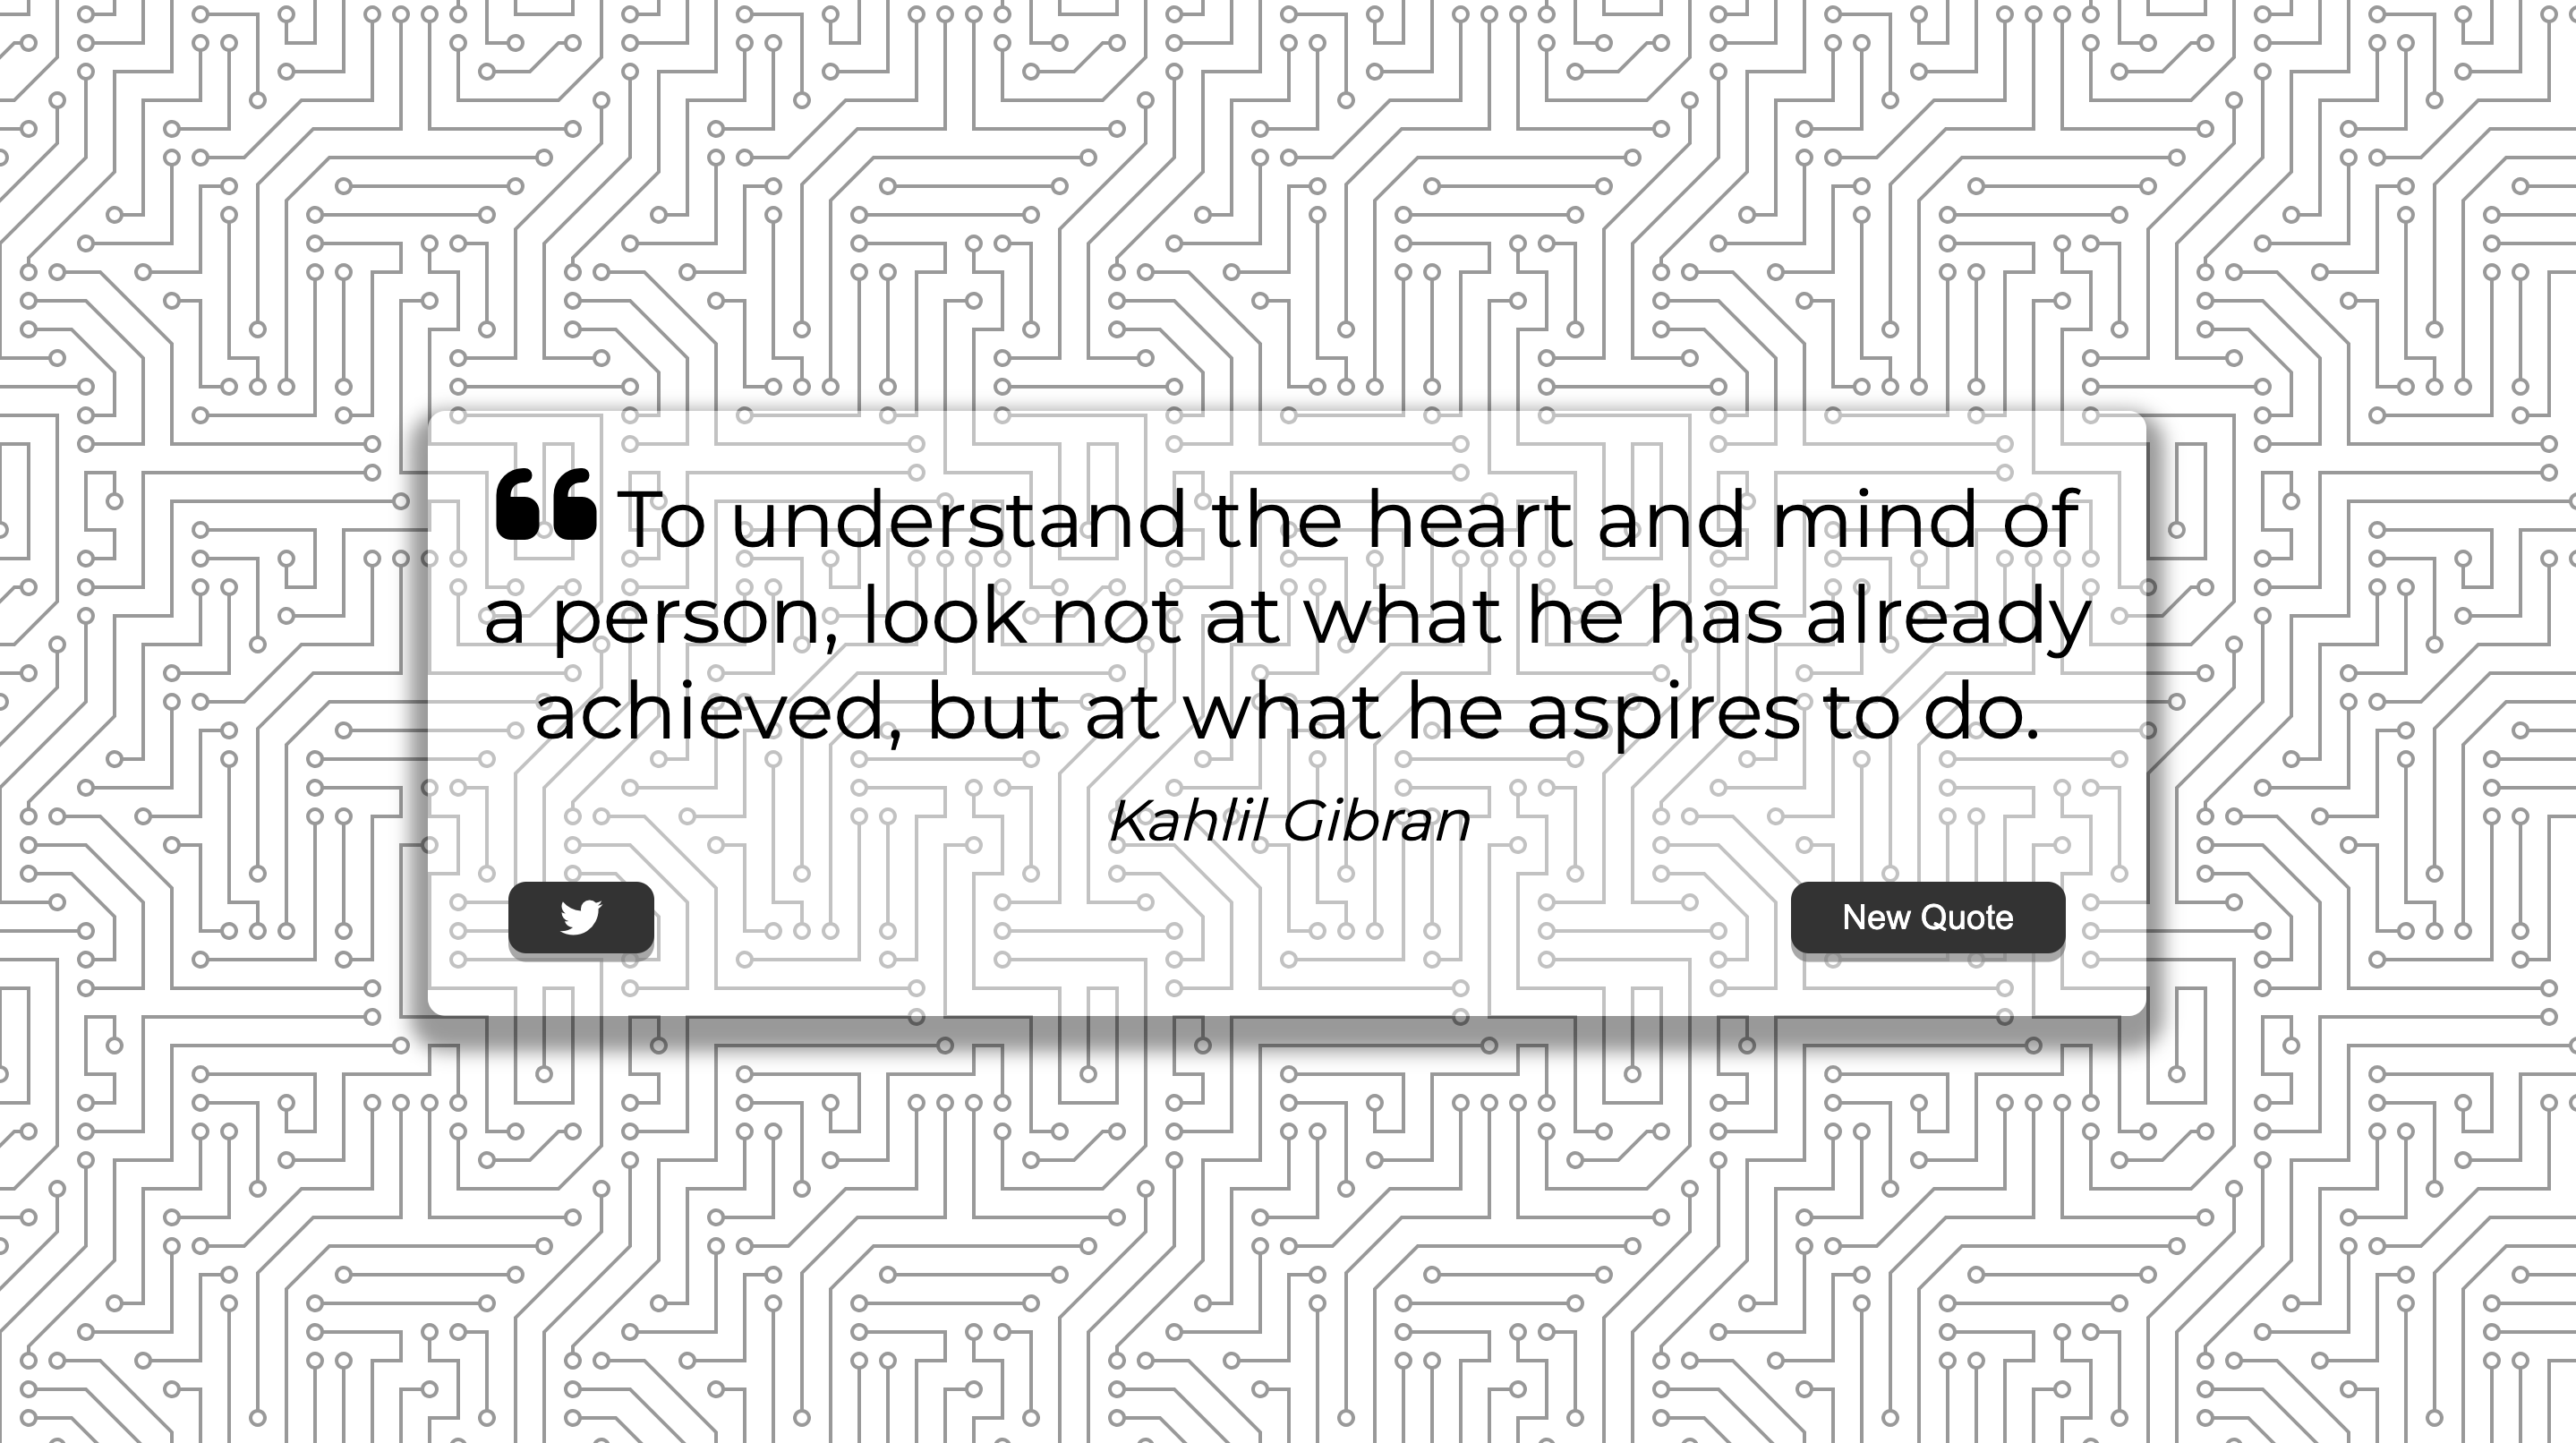 “To understand the heart and mind of
a person, look not at what he has already
achieved, but at what he aspires to do.
Kahlil Gibran
New Quote